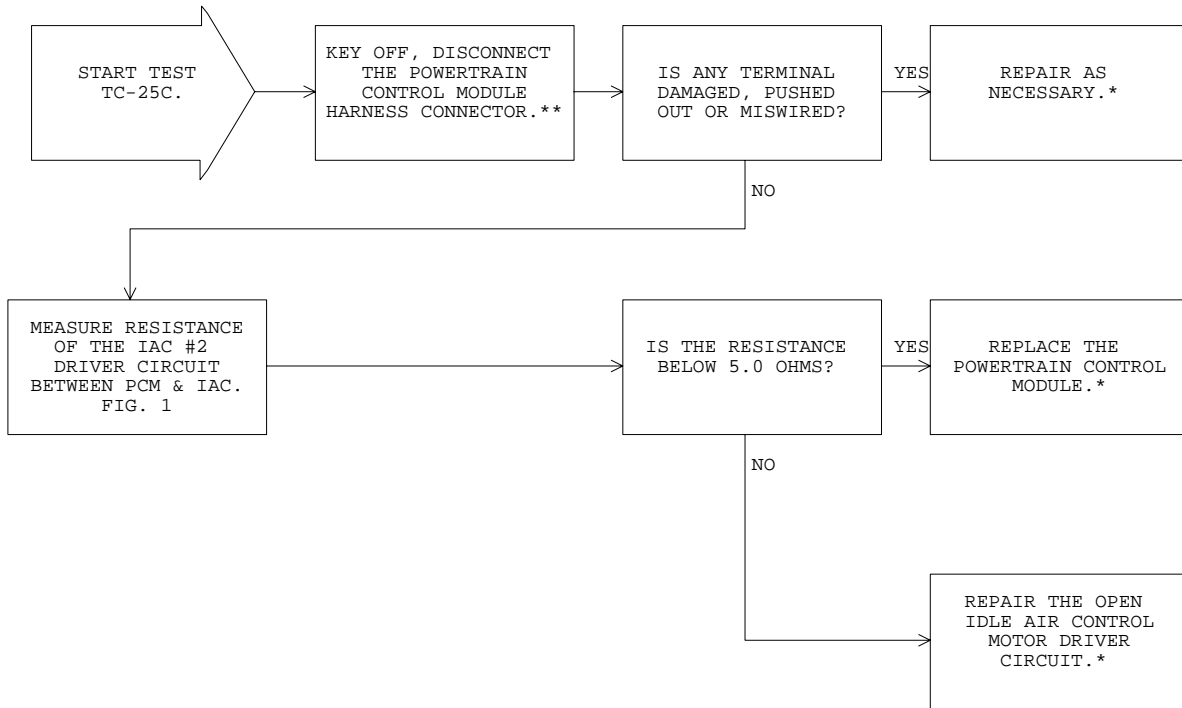 START TEST
TC-25C.
KEY OFF, DISCONNECT
THE POWERTRAIN
CONTROL MODULE
HARNESS CONNECTOR.**
IS ANY TERMINAL
DAMAGED, PUSHED
OUT OR MISWIRED?
YES
REPAIR AS
NECESSARY.*
NO
MEASURE RESISTANCE
OF THE IAC #2
DRIVER CIRCUIT
BETWEEN PCM & IAC.
FIG. 1
IS THE RESISTANCE
BELOW 5.0 OHMS?
YES
REPLACE THE
POWERTRAIN CONTROL
MODULE.*
NO
REPAIR THE OPEN
IDLE AIR CONTROL
MOTOR DRIVER
CIRCUIT.*